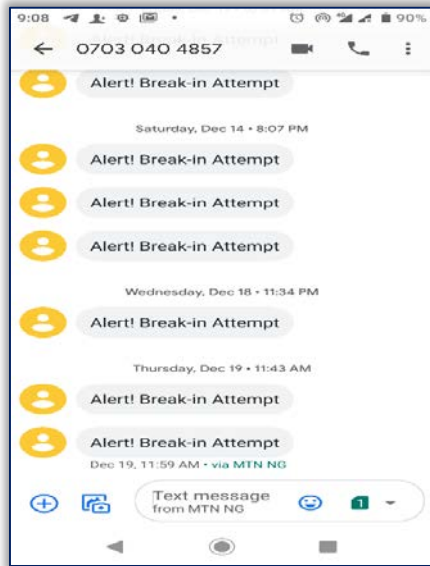 9:08
90%
0703 040 4857
Alert! Break-in Attempt
Saturday, Dec 14 • 8:07 PM
Alert! Break-in Attempt
Alert! Break-in Attempt
Alert! Break-in Attempt
Wednesday, Dec 18 • 11:34 PM
Alert! Break-in Attempt
Thursday, Dec 19 • 11:43 AM
Alert! Break-in Attempt
Alert! Break-in Attempt
Dec 19, 11:59 AM • via MTN NG
Text message
from MTN NG
1